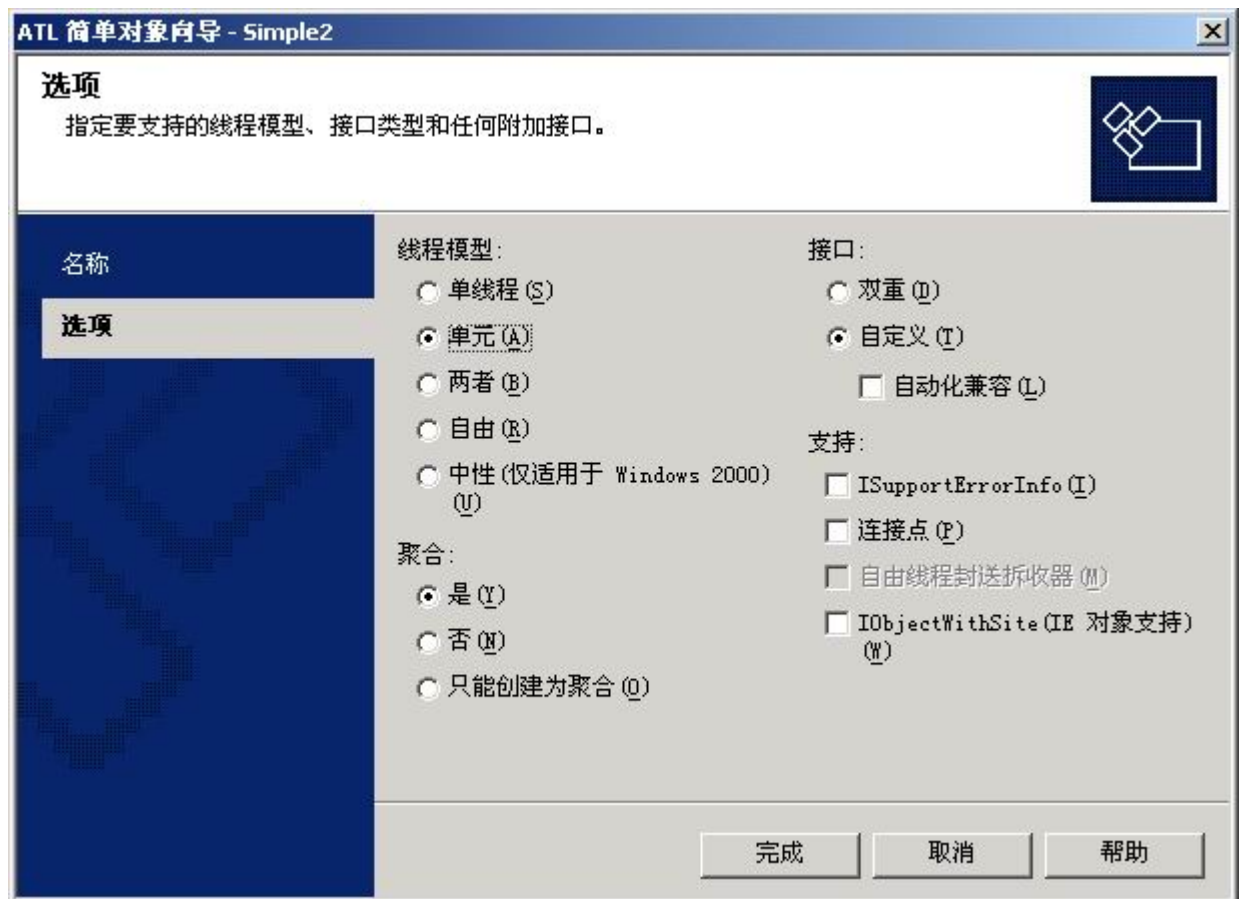 ATL 简单对象向导 - Simple2
选项
指定要支持的线程模型、接口类型和任何附加接口。
名称
选项
线程模型:
单线程(S)
单元(A)
两者(B)
自由(R)
中性(仅适用于 Windows 2000)
(U)
聚合:
是(Y)
否(N)
只能创建为聚合(O)
接口:
双重(D)
自定义(T)
自动化兼容(L)
支持:
ISupportErrorInfo(I)
连接点(P)
自由线程封送拆收器(M)
IObjectWithSite(IE 对象支持)
(W)
完成
取消
帮助